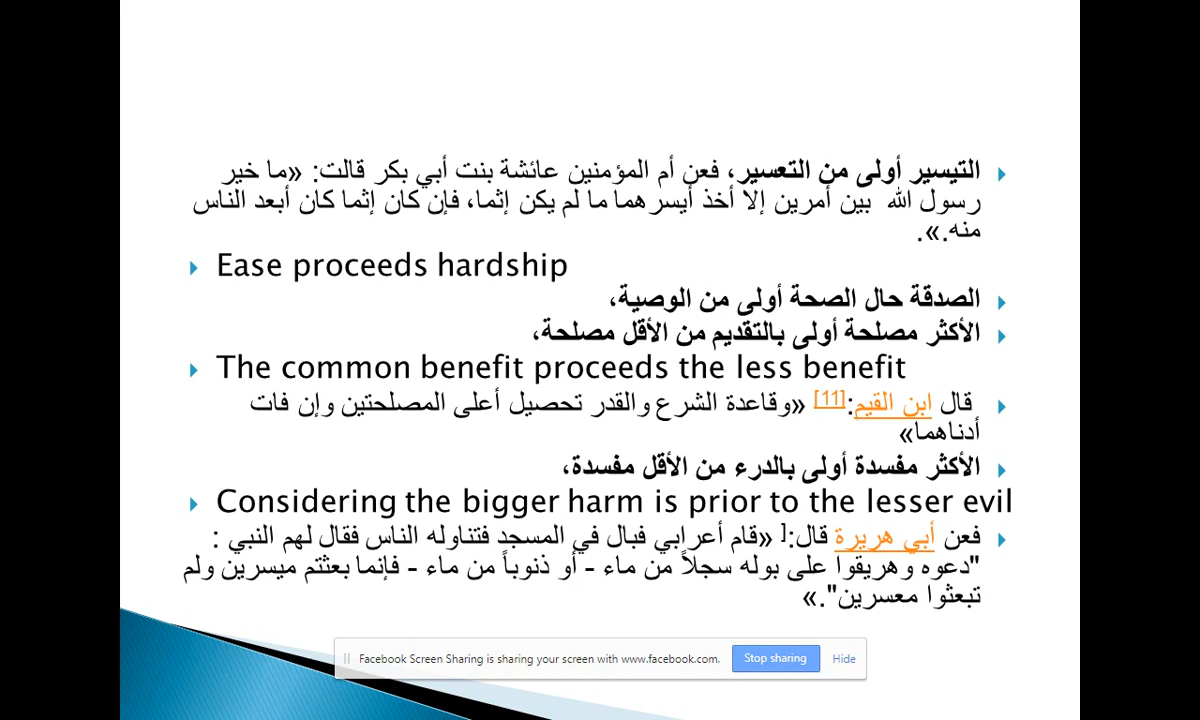 التيسير أولى من التعسير، فعن أم المؤمنين عائشة بنت أبي بكر قالت: «ما خير
رسول الله بين أمرين إلا أخذ أيسرهما ما لم يكن إثما، فإن كان إثما كان أبعد الناس
منه.».
Ease proceeds hardship
الصدقة حال الصحة أولى من الوصية،
الأكثر مصلحة أولى بالتقديم من الأقل مصلحة،
The common benefit proceeds the less benefit
قال ابن القيم:[11] «وقاعدة الشرع والقدر تحصيل أعلى المصلحتين وإن فات
أدناهما»
الأكثر مفسدة أولى بالدرء من الأقل مفسدة،
Considering the bigger harm is prior to the lesser evil
فعن أبي هريرة قال:[ «قام أعرابي فبال في المسجد فتناوله الناس فقال لهم النبي :
"دعوه وهريقوا على بوله سجلاً من ماء - أو ذنوباً من ماء - فإنما بعثتم ميسرين ولم
تبعثوا معسرين".»
Facebook Screen Sharing is sharing your screen with www.facebook.com. Stop sharing Hide